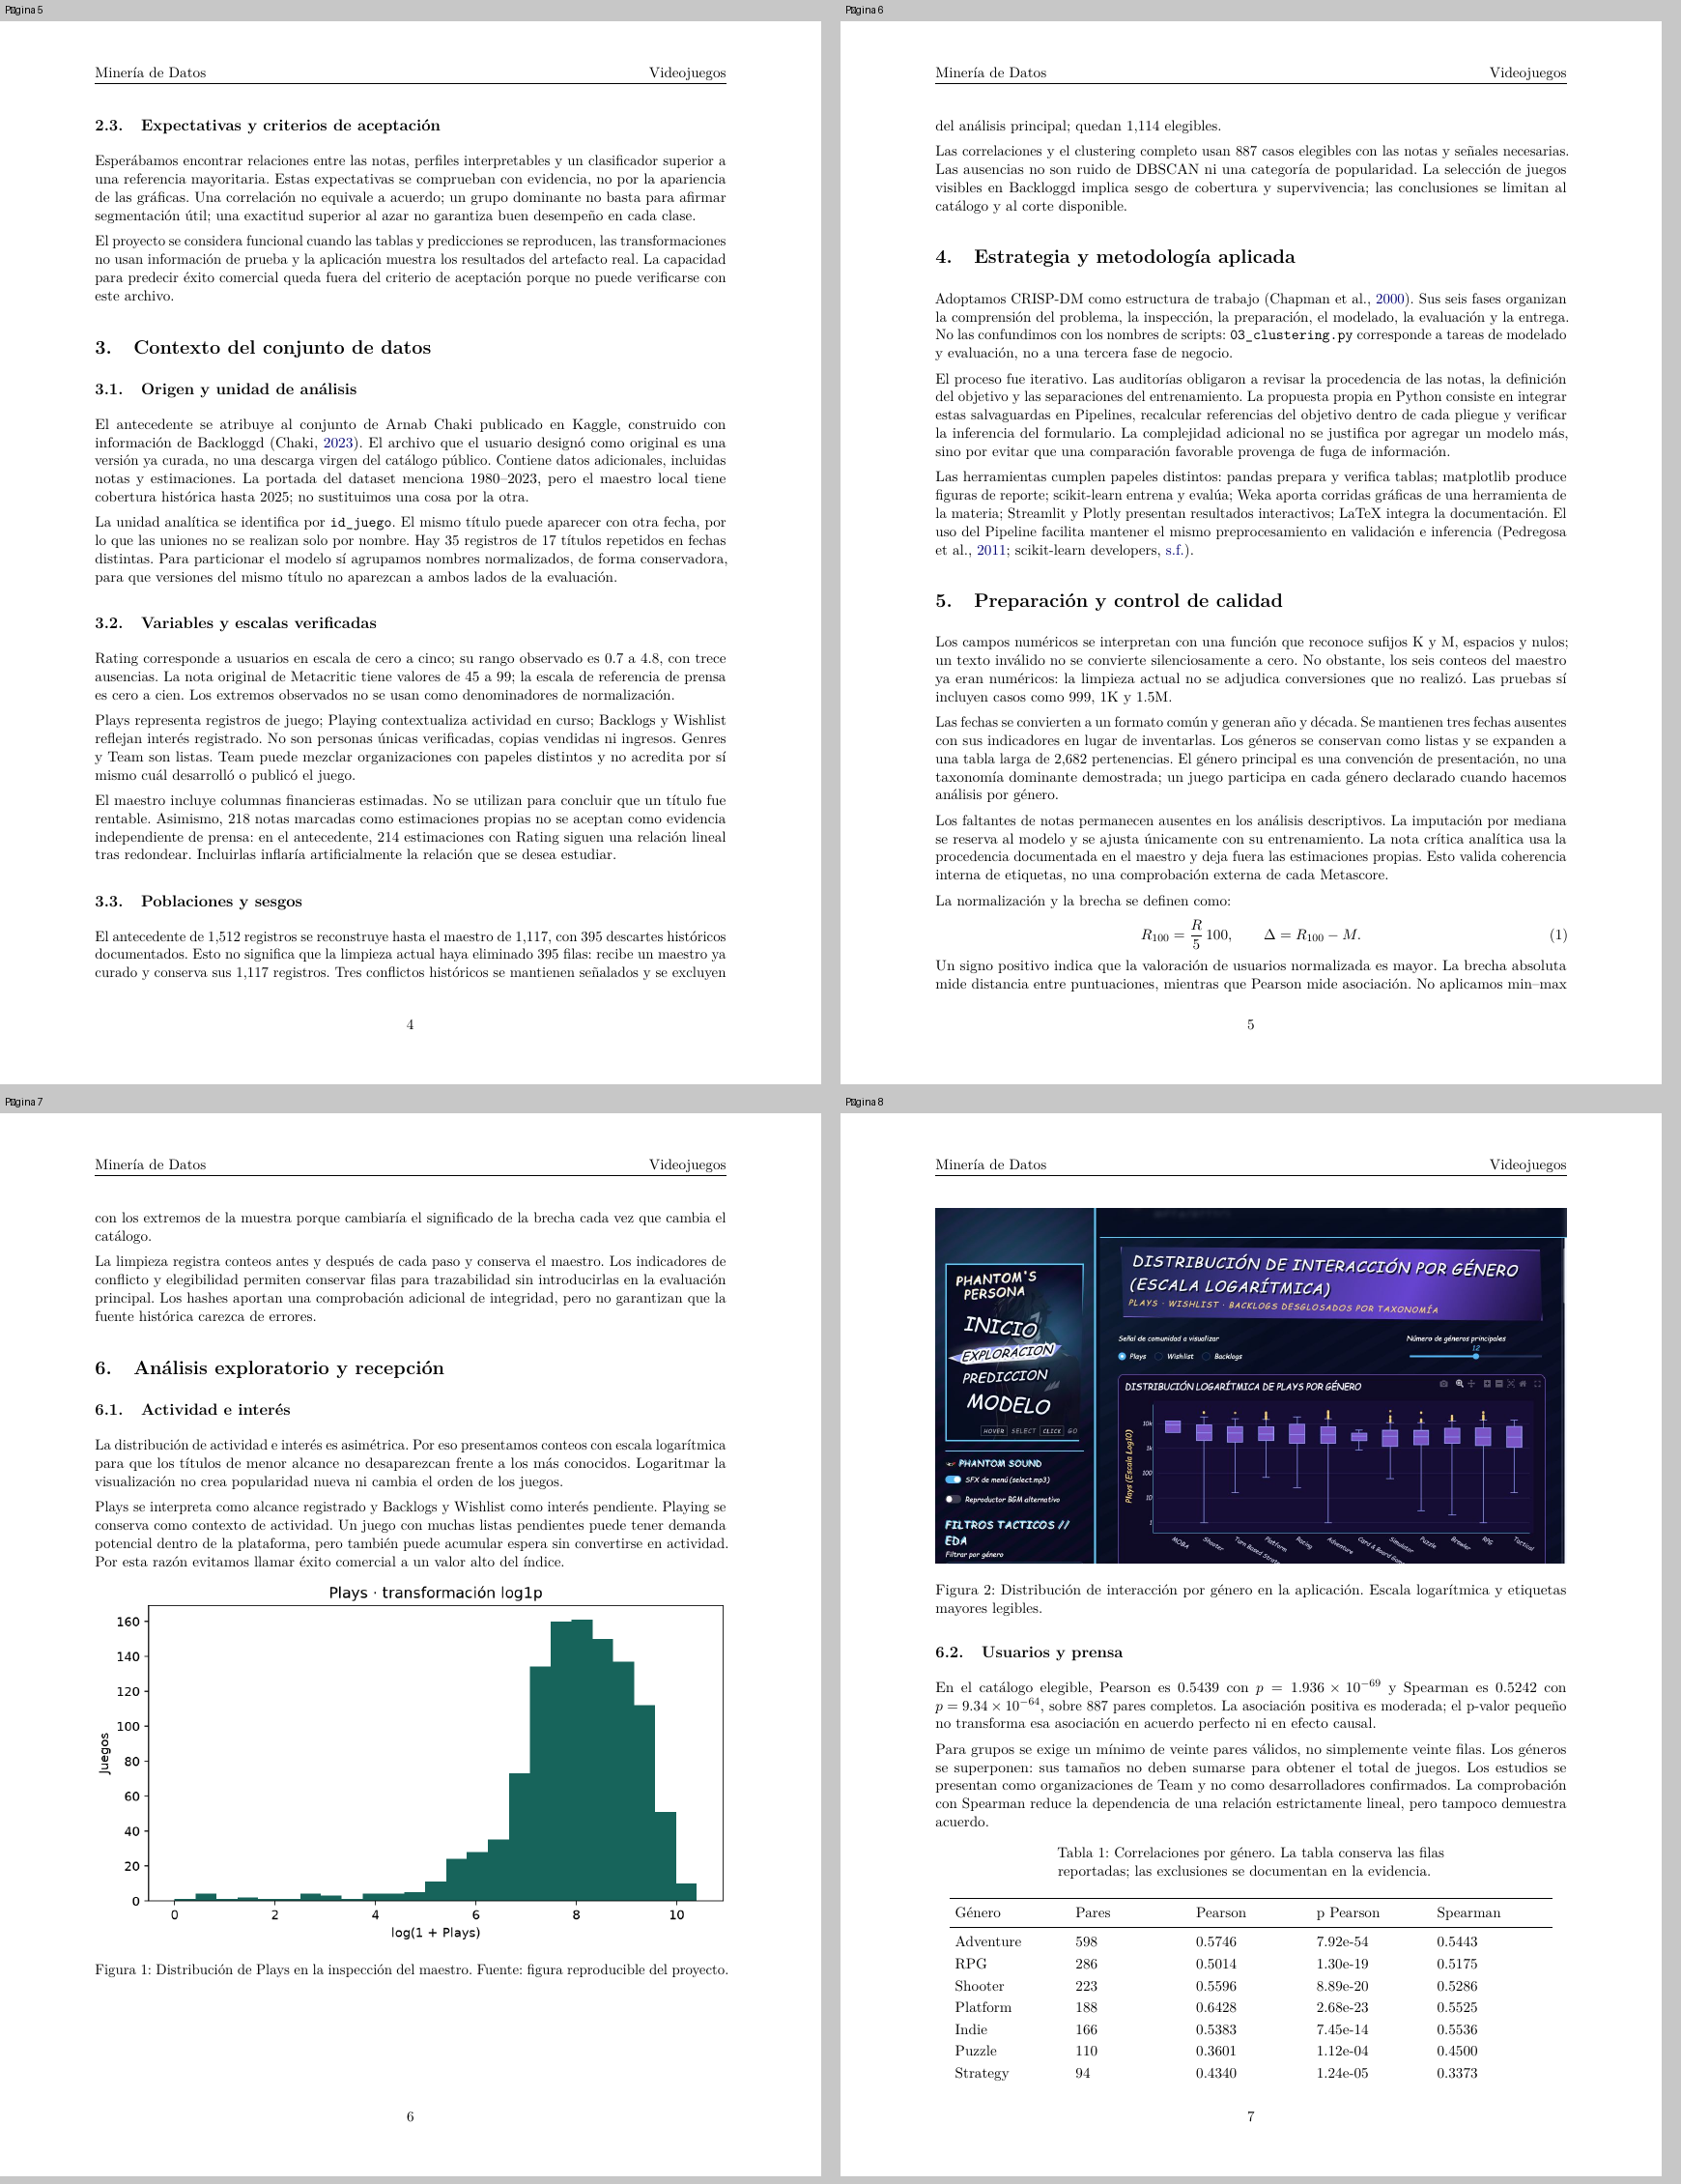 Página 5
Minería de Datos Videojuegos
2.3. Expectativas y criterios de aceptación
Esperábamos encontrar relaciones entre las notas, perfiles interpretables y un clasificador superior a
una referencia mayoritaria. Estas expectativas se comprueban con evidencia, no por la apariencia
de las gráficas. Una correlación no equivale a acuerdo; un grupo dominante no basta para afirmar
segmentación útil; una exactitud superior al azar no garantiza buen desempeño en cada clase.
El proyecto se considera funcional cuando las tablas y predicciones se reproducen, las transformaciones
no usan información de prueba y la aplicación muestra los resultados del artefacto real. La capacidad
para predecir éxito comercial queda fuera del criterio de aceptación porque no puede verificarse con
este archivo.
3. Contexto del conjunto de datos
3.1. Origen y unidad de análisis
El antecedente se atribuye al conjunto de Arnab Chaki publicado en Kaggle, construido con
información de Backloggd (Chaki, 2023). El archivo que el usuario designó como original es una
versión ya curada, no una descarga virgen del catálogo público. Contiene datos adicionales, incluidas
notas y estimaciones. La portada del dataset menciona 1980–2023, pero el maestro local tiene
cobertura histórica hasta 2025; no sustituimos una cosa por la otra.
La unidad analítica se identifica por id_juego. El mismo título puede aparecer con otra fecha, por
lo que las uniones no se realizan solo por nombre. Hay 35 registros de 17 títulos repetidos en fechas
distintas. Para particionar el modelo sí agrupamos nombres normalizados, de forma conservadora,
para que versiones del mismo título no aparezcan a ambos lados de la evaluación.
3.2. Variables y escalas verificadas
Rating corresponde a usuarios en escala de cero a cinco; su rango observado es 0.7 a 4.8, con trece
ausencias. La nota original de Metacritic tiene valores de 45 a 99; la escala de referencia de prensa
es cero a cien. Los extremos observados no se usan como denominadores de normalización.
Plays representa registros de juego; Playing contextualiza actividad en curso; Backlogs y Wishlist
reflejan interés registrado. No son personas únicas verificadas, copias vendidas ni ingresos. Genres
y Team son listas. Team puede mezclar organizaciones con papeles distintos y no acredita por sí
mismo cuál desarrolló o publicó el juego.
El maestro incluye columnas financieras estimadas. No se utilizan para concluir que un título fue
rentable. Asimismo, 218 notas marcadas como estimaciones propias no se aceptan como evidencia
independiente de prensa: en el antecedente, 214 estimaciones con Rating siguen una relación lineal
tras redondear. Incluirlas inflaría artificialmente la relación que se desea estudiar.
3.3. Poblaciones y sesgos
El antecedente de 1,512 registros se reconstruye hasta el maestro de 1,117, con 395 descartes históricos
documentados. Esto no significa que la limpieza actual haya eliminado 395 filas: recibe un maestro ya
curado y conserva sus 1,117 registros. Tres conflictos históricos se mantienen señalados y se excluyen
4
Página 6
Minería de Datos Videojuegos
del análisis principal; quedan 1,114 elegibles.
Las correlaciones y el clustering completo usan 887 casos elegibles con las notas y señales necesarias.
Las ausencias no son ruido de DBSCAN ni una categoría de popularidad. La selección de juegos
visibles en Backloggd implica sesgo de cobertura y supervivencia; las conclusiones se limitan al
catálogo y al corte disponible.
4. Estrategia y metodología aplicada
Adoptamos CRISP-DM como estructura de trabajo (Chapman et al., 2000). Sus seis fases organizan
la comprensión del problema, la inspección, la preparación, el modelado, la evaluación y la entrega.
No las confundimos con los nombres de scripts: 03_clustering.py corresponde a tareas de modelado
y evaluación, no a una tercera fase de negocio.
El proceso fue iterativo. Las auditorías obligaron a revisar la procedencia de las notas, la definición
del objetivo y las separaciones del entrenamiento. La propuesta propia en Python consiste en integrar
estas salvaguardas en Pipelines, recalcular referencias del objetivo dentro de cada pliegue y verificar
la inferencia del formulario. La complejidad adicional no se justifica por agregar un modelo más,
sino por evitar que una comparación favorable provenga de fuga de información.
Las herramientas cumplen papeles distintos: pandas prepara y verifica tablas; matplotlib produce
figuras de reporte; scikit-learn entrena y evalúa; Weka aporta corridas gráficas de una herramienta de
la materia; Streamlit y Plotly presentan resultados interactivos; LaTeX integra la documentación. El
uso del Pipeline facilita mantener el mismo preprocesamiento en validación e inferencia (Pedregosa
et al., 2011; scikit-learn developers, s.f.).
5. Preparación y control de calidad
Los campos numéricos se interpretan con una función que reconoce sufijos K y M, espacios y nulos;
un texto inválido no se convierte silenciosamente a cero. No obstante, los seis conteos del maestro
ya eran numéricos: la limpieza actual no se adjudica conversiones que no realizó. Las pruebas sí
incluyen casos como 999, 1K y 1.5M.
Las fechas se convierten a un formato común y generan año y década. Se mantienen tres fechas ausentes
con sus indicadores en lugar de inventarlas. Los géneros se conservan como listas y se expanden a
una tabla larga de 2,682 pertenencias. El género principal es una convención de presentación, no una
taxonomía dominante demostrada; un juego participa en cada género declarado cuando hacemos
análisis por género.
Los faltantes de notas permanecen ausentes en los análisis descriptivos. La imputación por mediana
se reserva al modelo y se ajusta únicamente con su entrenamiento. La nota crítica analítica usa la
procedencia documentada en el maestro y deja fuera las estimaciones propias. Esto valida coherencia
interna de etiquetas, no una comprobación externa de cada Metascore.
La normalización y la brecha se definen como:
R100 = R/5 100, Δ = R100 − M. (1)
Un signo positivo indica que la valoración de usuarios normalizada es mayor. La brecha absoluta
mide distancia entre puntuaciones, mientras que Pearson mide asociación. No aplicamos min–max
5
Página 7
Minería de Datos Videojuegos
con los extremos de la muestra porque cambiaría el significado de la brecha cada vez que cambia el
catálogo.
La limpieza registra conteos antes y después de cada paso y conserva el maestro. Los indicadores de
conflicto y elegibilidad permiten conservar filas para trazabilidad sin introducirlas en la evaluación
principal. Los hashes aportan una comprobación adicional de integridad, pero no garantizan que la
fuente histórica carezca de errores.
6. Análisis exploratorio y recepción
6.1. Actividad e interés
La distribución de actividad e interés es asimétrica. Por eso presentamos conteos con escala logarítmica
para que los títulos de menor alcance no desaparezcan frente a los más conocidos. Logaritmar la
visualización no crea popularidad nueva ni cambia el orden de los juegos.
Plays se interpreta como alcance registrado y Backlogs y Wishlist como interés pendiente. Playing se
conserva como contexto de actividad. Un juego con muchas listas pendientes puede tener demanda
potencial dentro de la plataforma, pero también puede acumular espera sin convertirse en actividad.
Por esta razón evitamos llamar éxito comercial a un valor alto del índice.
Plays · transformación log1p
160
140
120
100
80
60
40
20
0
Juegos
0 2 4 6 8 10
log(1 + Plays)
Figura 1: Distribución de Plays en la inspección del maestro. Fuente: figura reproducible del proyecto.
6
Página 8
Minería de Datos Videojuegos
PHANTOM'S
PERSONA
INICIO
EXPLORACION
PREDICCION
MODELO
HOVER SELECT CLICK GO
PHANTOM SOUND
SFX de menú (select.mp3)
Reproductor BGM alternativo
FILTROS TACTICOS //
EDA
Filtrar por género
DISTRIBUCIÓN DE INTERACCIÓN POR GÉNERO
(ESCALA LOGARÍTMICA)
PLAYS · WISHLIST · BACKLOGS DESGLOSADOS POR TAXONOMÍA
Señal de comunidad a visualizar
Plays Wishlist Backlogs
Número de géneros principales
12
DISTRIBUCIÓN LOGARÍTMICA DE PLAYS POR GÉNERO
Plays (Escala Log10)
10k
1k
100
10
1
MOBA Shooter Turn Based Strate Platform Racing Adventure Card & Board Game Simulator Puzzle Brawler RPG Tactical
Figura 2: Distribución de interacción por género en la aplicación. Escala logarítmica y etiquetas
mayores legibles.
6.2. Usuarios y prensa
En el catálogo elegible, Pearson es 0.5439 con p = 1.936 × 10⁻⁶⁹ y Spearman es 0.5242 con
p = 9.34 × 10⁻⁶⁴, sobre 887 pares completos. La asociación positiva es moderada; el p-valor pequeño
no transforma esa asociación en acuerdo perfecto ni en efecto causal.
Para grupos se exige un mínimo de veinte pares válidos, no simplemente veinte filas. Los géneros
se superponen: sus tamaños no deben sumarse para obtener el total de juegos. Los estudios se
presentan como organizaciones de Team y no como desarrolladores confirmados. La comprobación
con Spearman reduce la dependencia de una relación estrictamente lineal, pero tampoco demuestra
acuerdo.
Tabla 1: Correlaciones por género. La tabla conserva las filas
reportadas; las exclusiones se documentan en la evidencia.
Género Pares Pearson p Pearson Spearman
Adventure 598 0.5746 7.92e-54 0.5443
RPG 286 0.5014 1.30e-19 0.5175
Shooter 223 0.5596 8.89e-20 0.5286
Platform 188 0.6428 2.68e-23 0.5525
Indie 166 0.5383 7.45e-14 0.5536
Puzzle 110 0.3601 1.12e-04 0.4500
Strategy 94 0.4340 1.24e-05 0.3373
7